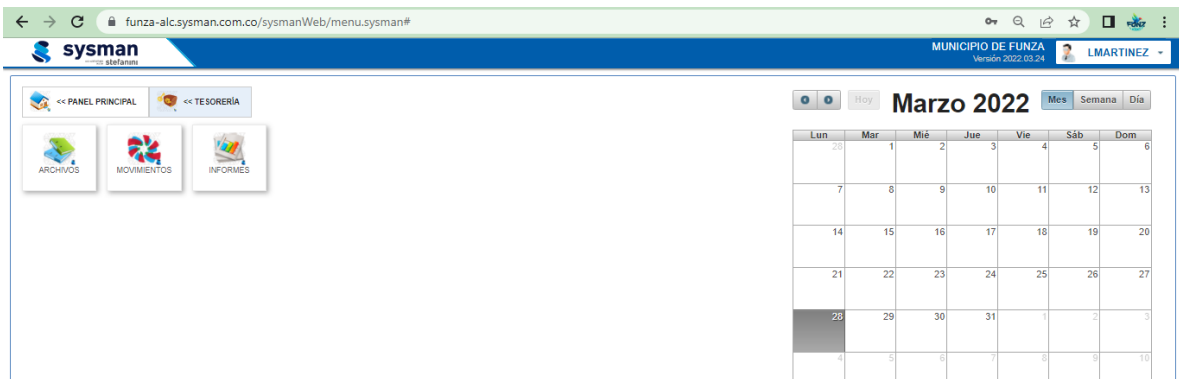 funza-alc.sysman.com.co/sysmanWeb/menu.sysman#
sysman
stefanini
MUNICIPIO DE FUNZA
Versión 2022.03.24
LMARTINEZ
<< PANEL PRINCIPAL
<< TESORERÍA
ARCHIVOS
MOVIMIENTOS
INFORMES
Hoy
Marzo 2022
Mes Semana Día
Lun Mar Mié Jue Vie Sáb Dom
28 1 2 3 4 5 6
7 8 9 10 11 12 13
14 15 16 17 18 19 20
21 22 23 24 25 26 27
28 29 30 31 1 2 3
4 5 6 7 8 9 10